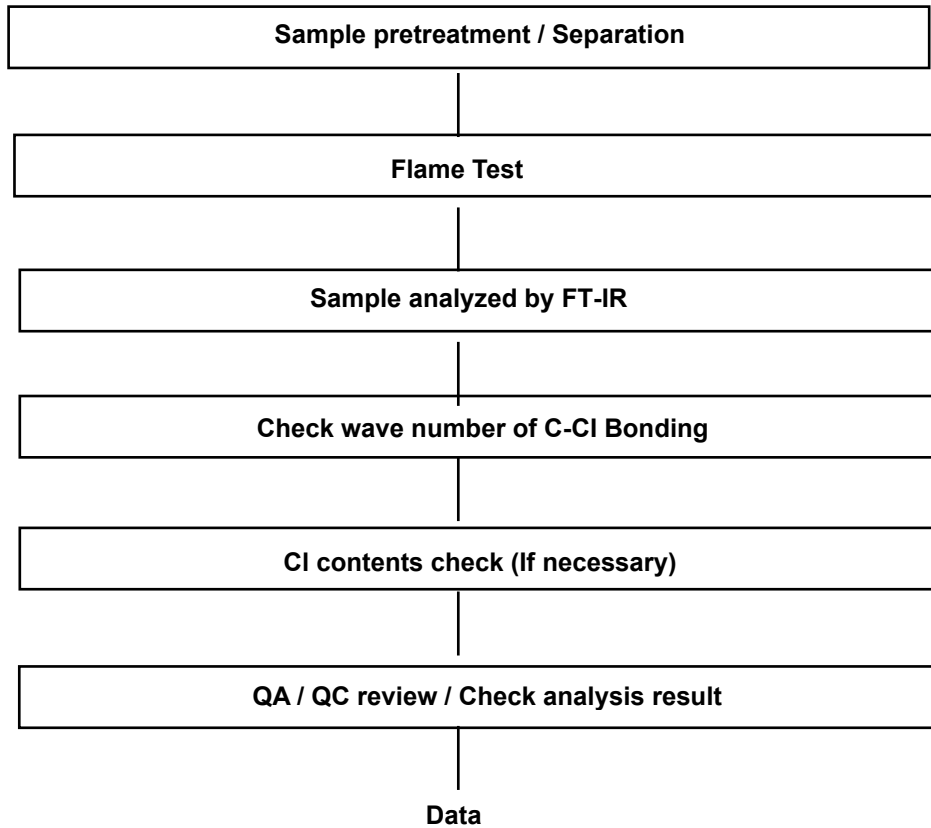 Sample pretreatment / Separation
Flame Test
Sample analyzed by FT-IR
Check wave number of C-Cl Bonding
Cl contents check (If necessary)
QA / QC review / Check analysis result
Data